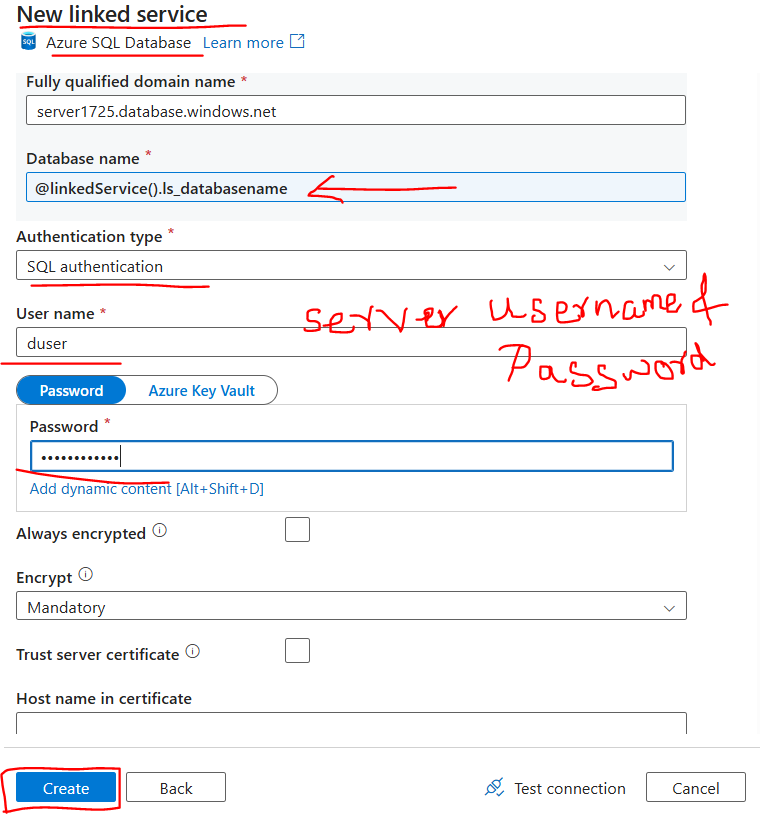 New linked service
SQL Azure SQL Database Learn more
Fully qualified domain name *
server1725.database.windows.net
Database name *
@linkedService().ls_databasename
Authentication type *
SQL authentication
User name *
server username &
duser
Password
Password Azure Key Vault
Password *
••••••••••••
Add dynamic content [Alt+Shift+D]
Always encrypted
Encrypt
Mandatory
Trust server certificate
Host name in certificate
Create Back Test connection Cancel